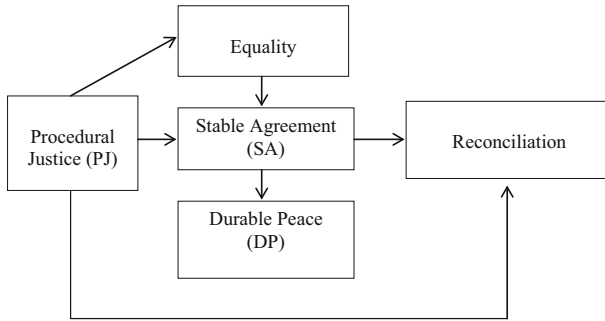 Equality
Procedural
Justice (PJ)
Stable Agreement
(SA)
Reconciliation
Durable Peace
(DP)